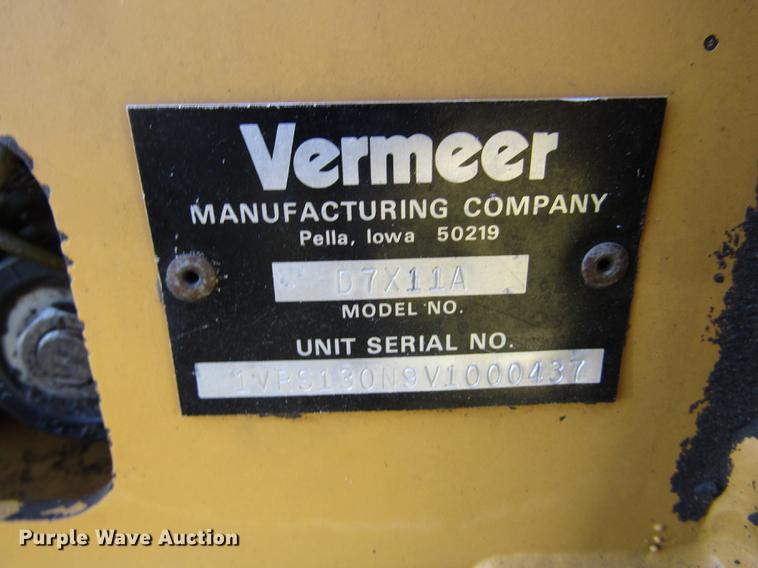 Vermeer
MANUFACTURING COMPANY
Pella, Iowa 50219
D7X11A
MODEL NO.
UNIT SERIAL NO.
1VRS130N9V1000437
Purple Wave Auction